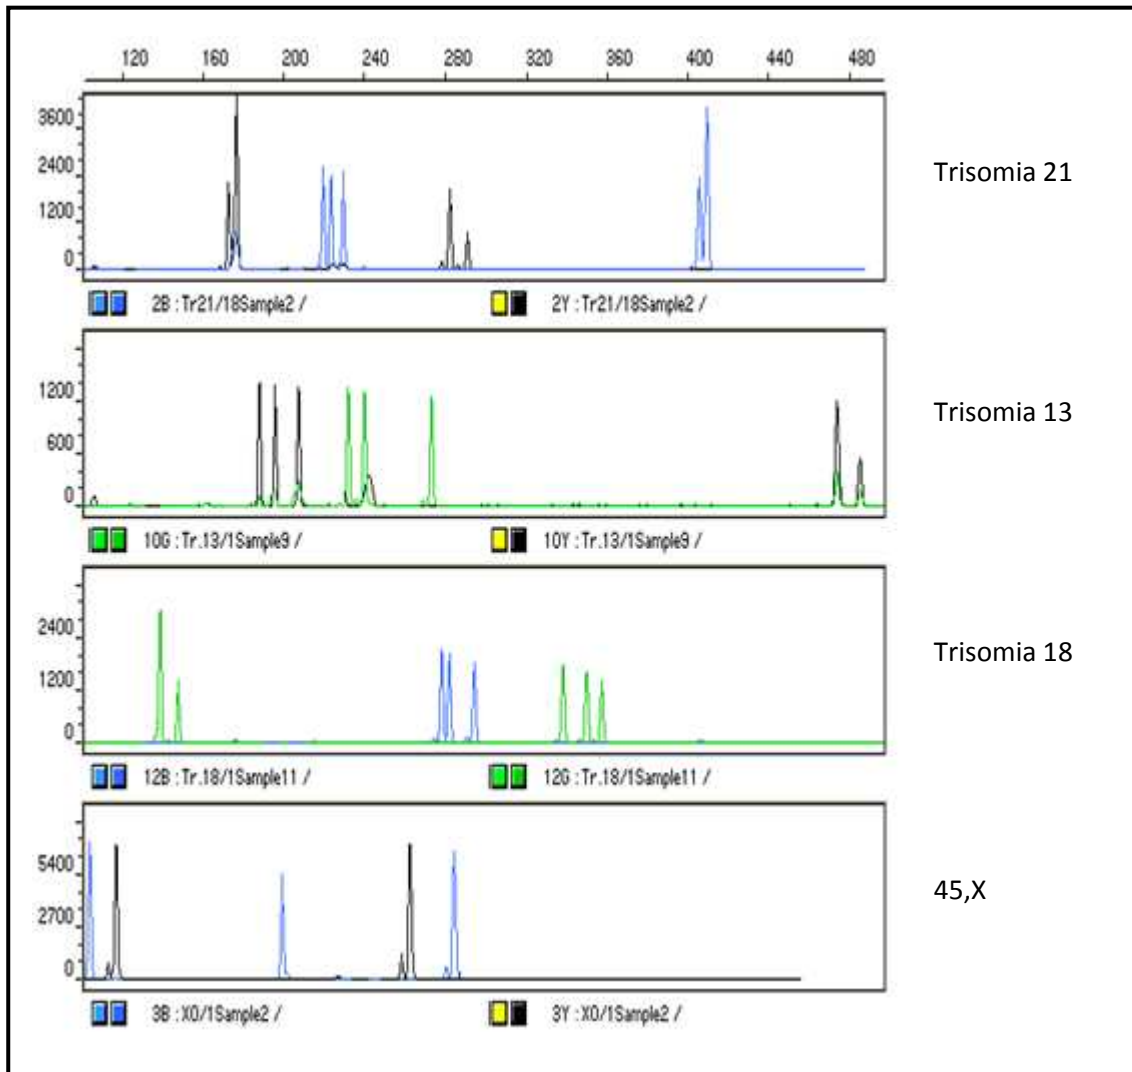 120 160 200 240 280 320 360 400 440 480
3600
2400
1200
0
Trisomia 21
2B : Tr21/18Sample2 / 2Y : Tr21/18Sample2 /
1200
600
0
Trisomia 13
10G : Tr.13/1Sample9 / 10Y : Tr.13/1Sample9 /
2400
1200
0
Trisomia 18
12B : Tr.18/1Sample11 / 12G : Tr.18/1Sample11 /
5400
2700
0
45,X
3B : X0/1Sample2 / 3Y : X0/1Sample2 /